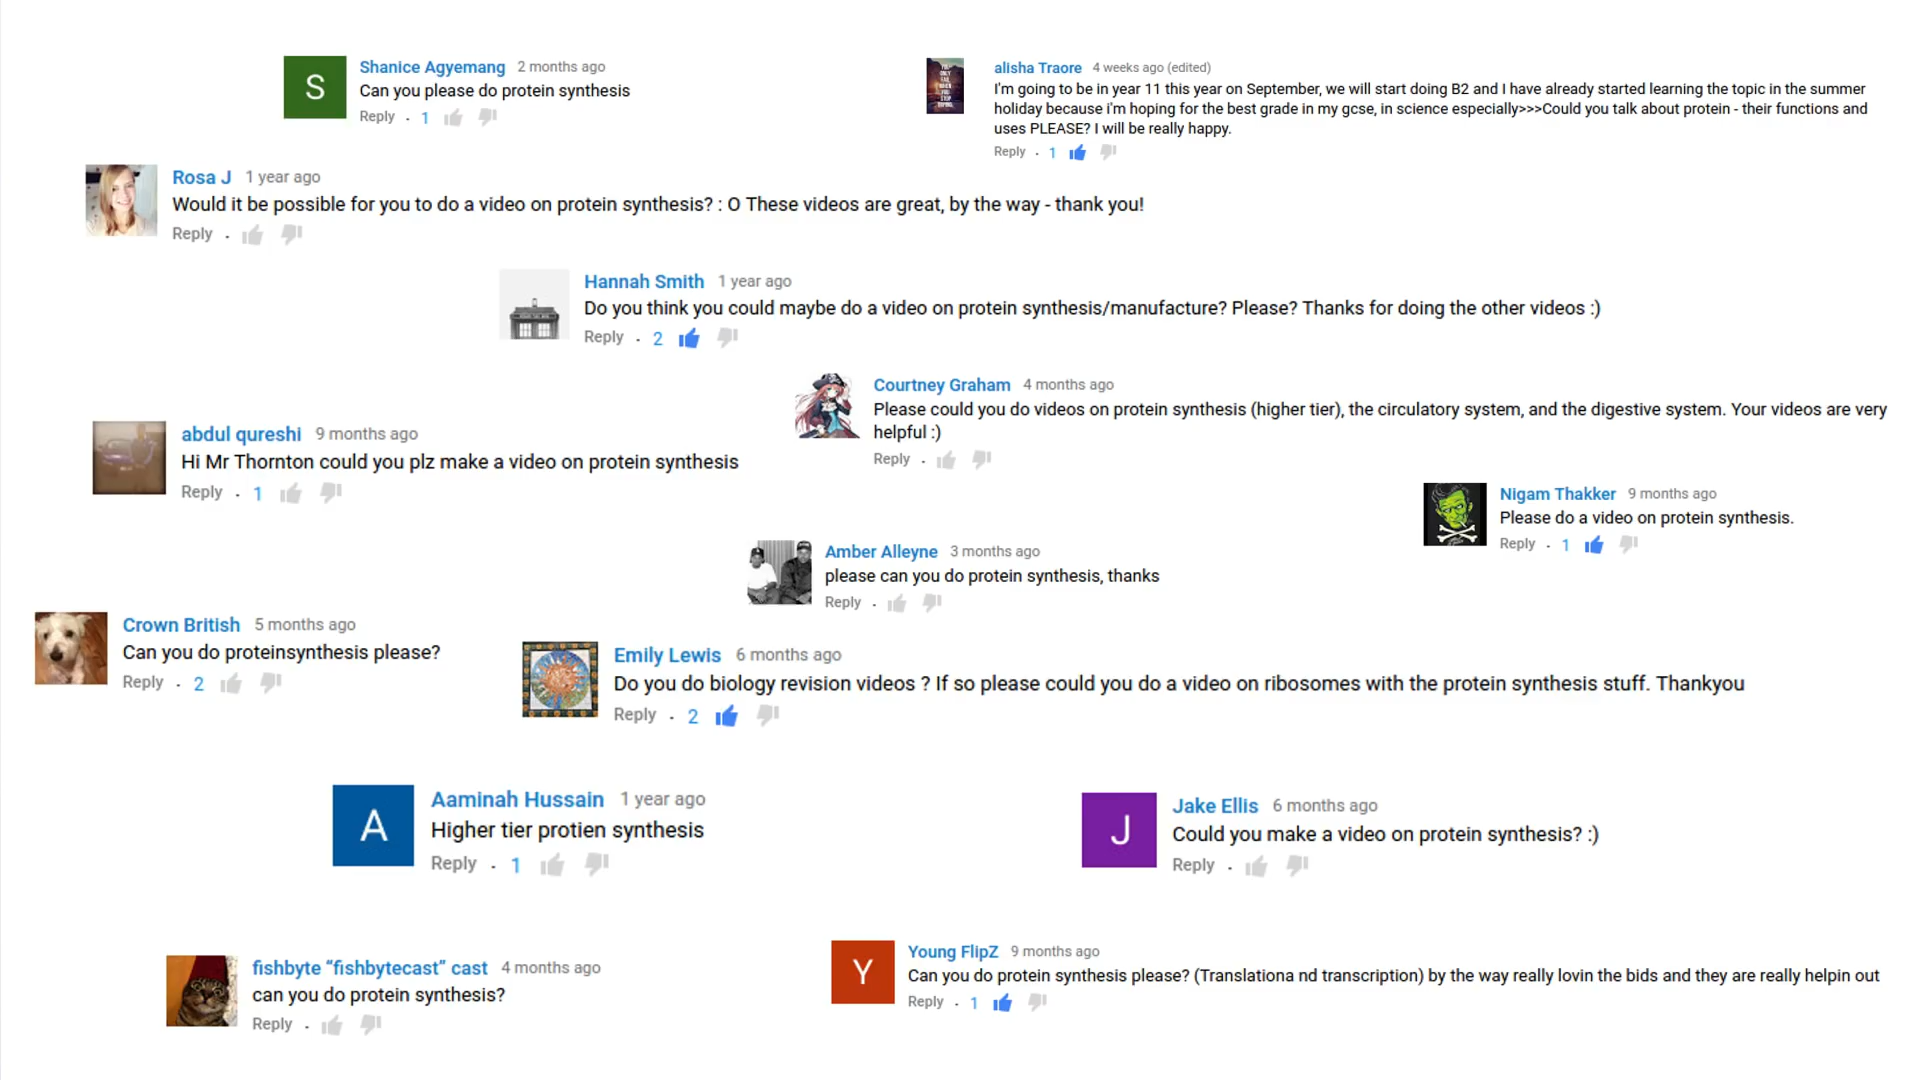 S
Shanice Agyemang 2 months ago
Can you please do protein synthesis
Reply · 1
YOU ONLY FAIL WHEN YOU STOP TRYING.
alisha Traore 4 weeks ago (edited)
I'm going to be in year 11 this year on September, we will start doing B2 and I have already started learning the topic in the summer
holiday because i'm hoping for the best grade in my gcse, in science especially>>>Could you talk about protein - their functions and
uses PLEASE? I will be really happy.
Reply · 1
Rosa J 1 year ago
Would it be possible for you to do a video on protein synthesis? : O These videos are great, by the way - thank you!
Reply ·
Hannah Smith 1 year ago
Do you think you could maybe do a video on protein synthesis/manufacture? Please? Thanks for doing the other videos :)
Reply · 2
Courtney Graham 4 months ago
Please could you do videos on protein synthesis (higher tier), the circulatory system, and the digestive system. Your videos are very
helpful :)
Reply ·
abdul qureshi 9 months ago
Hi Mr Thornton could you plz make a video on protein synthesis
Reply · 1
Nigam Thakker 9 months ago
Please do a video on protein synthesis.
Reply · 1
Amber Alleyne 3 months ago
please can you do protein synthesis, thanks
Reply ·
Crown British 5 months ago
Can you do proteinsynthesis please?
Reply · 2
Emily Lewis 6 months ago
Do you do biology revision videos ? If so please could you do a video on ribosomes with the protein synthesis stuff. Thankyou
Reply · 2
A
Aaminah Hussain 1 year ago
Higher tier protien synthesis
Reply · 1
J
Jake Ellis 6 months ago
Could you make a video on protein synthesis? :)
Reply ·
fishbyte “fishbytecast” cast 4 months ago
can you do protein synthesis?
Reply ·
Y
Young FlipZ 9 months ago
Can you do protein synthesis please? (Translationa nd transcription) by the way really lovin the bids and they are really helpin out
Reply · 1